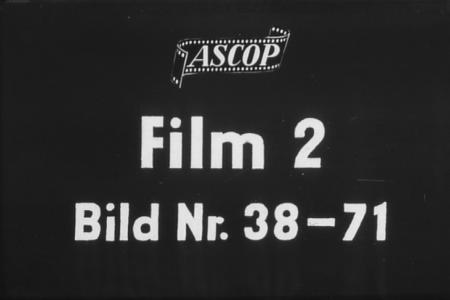 ASCOP
Film 2
Bild Nr. 38-71